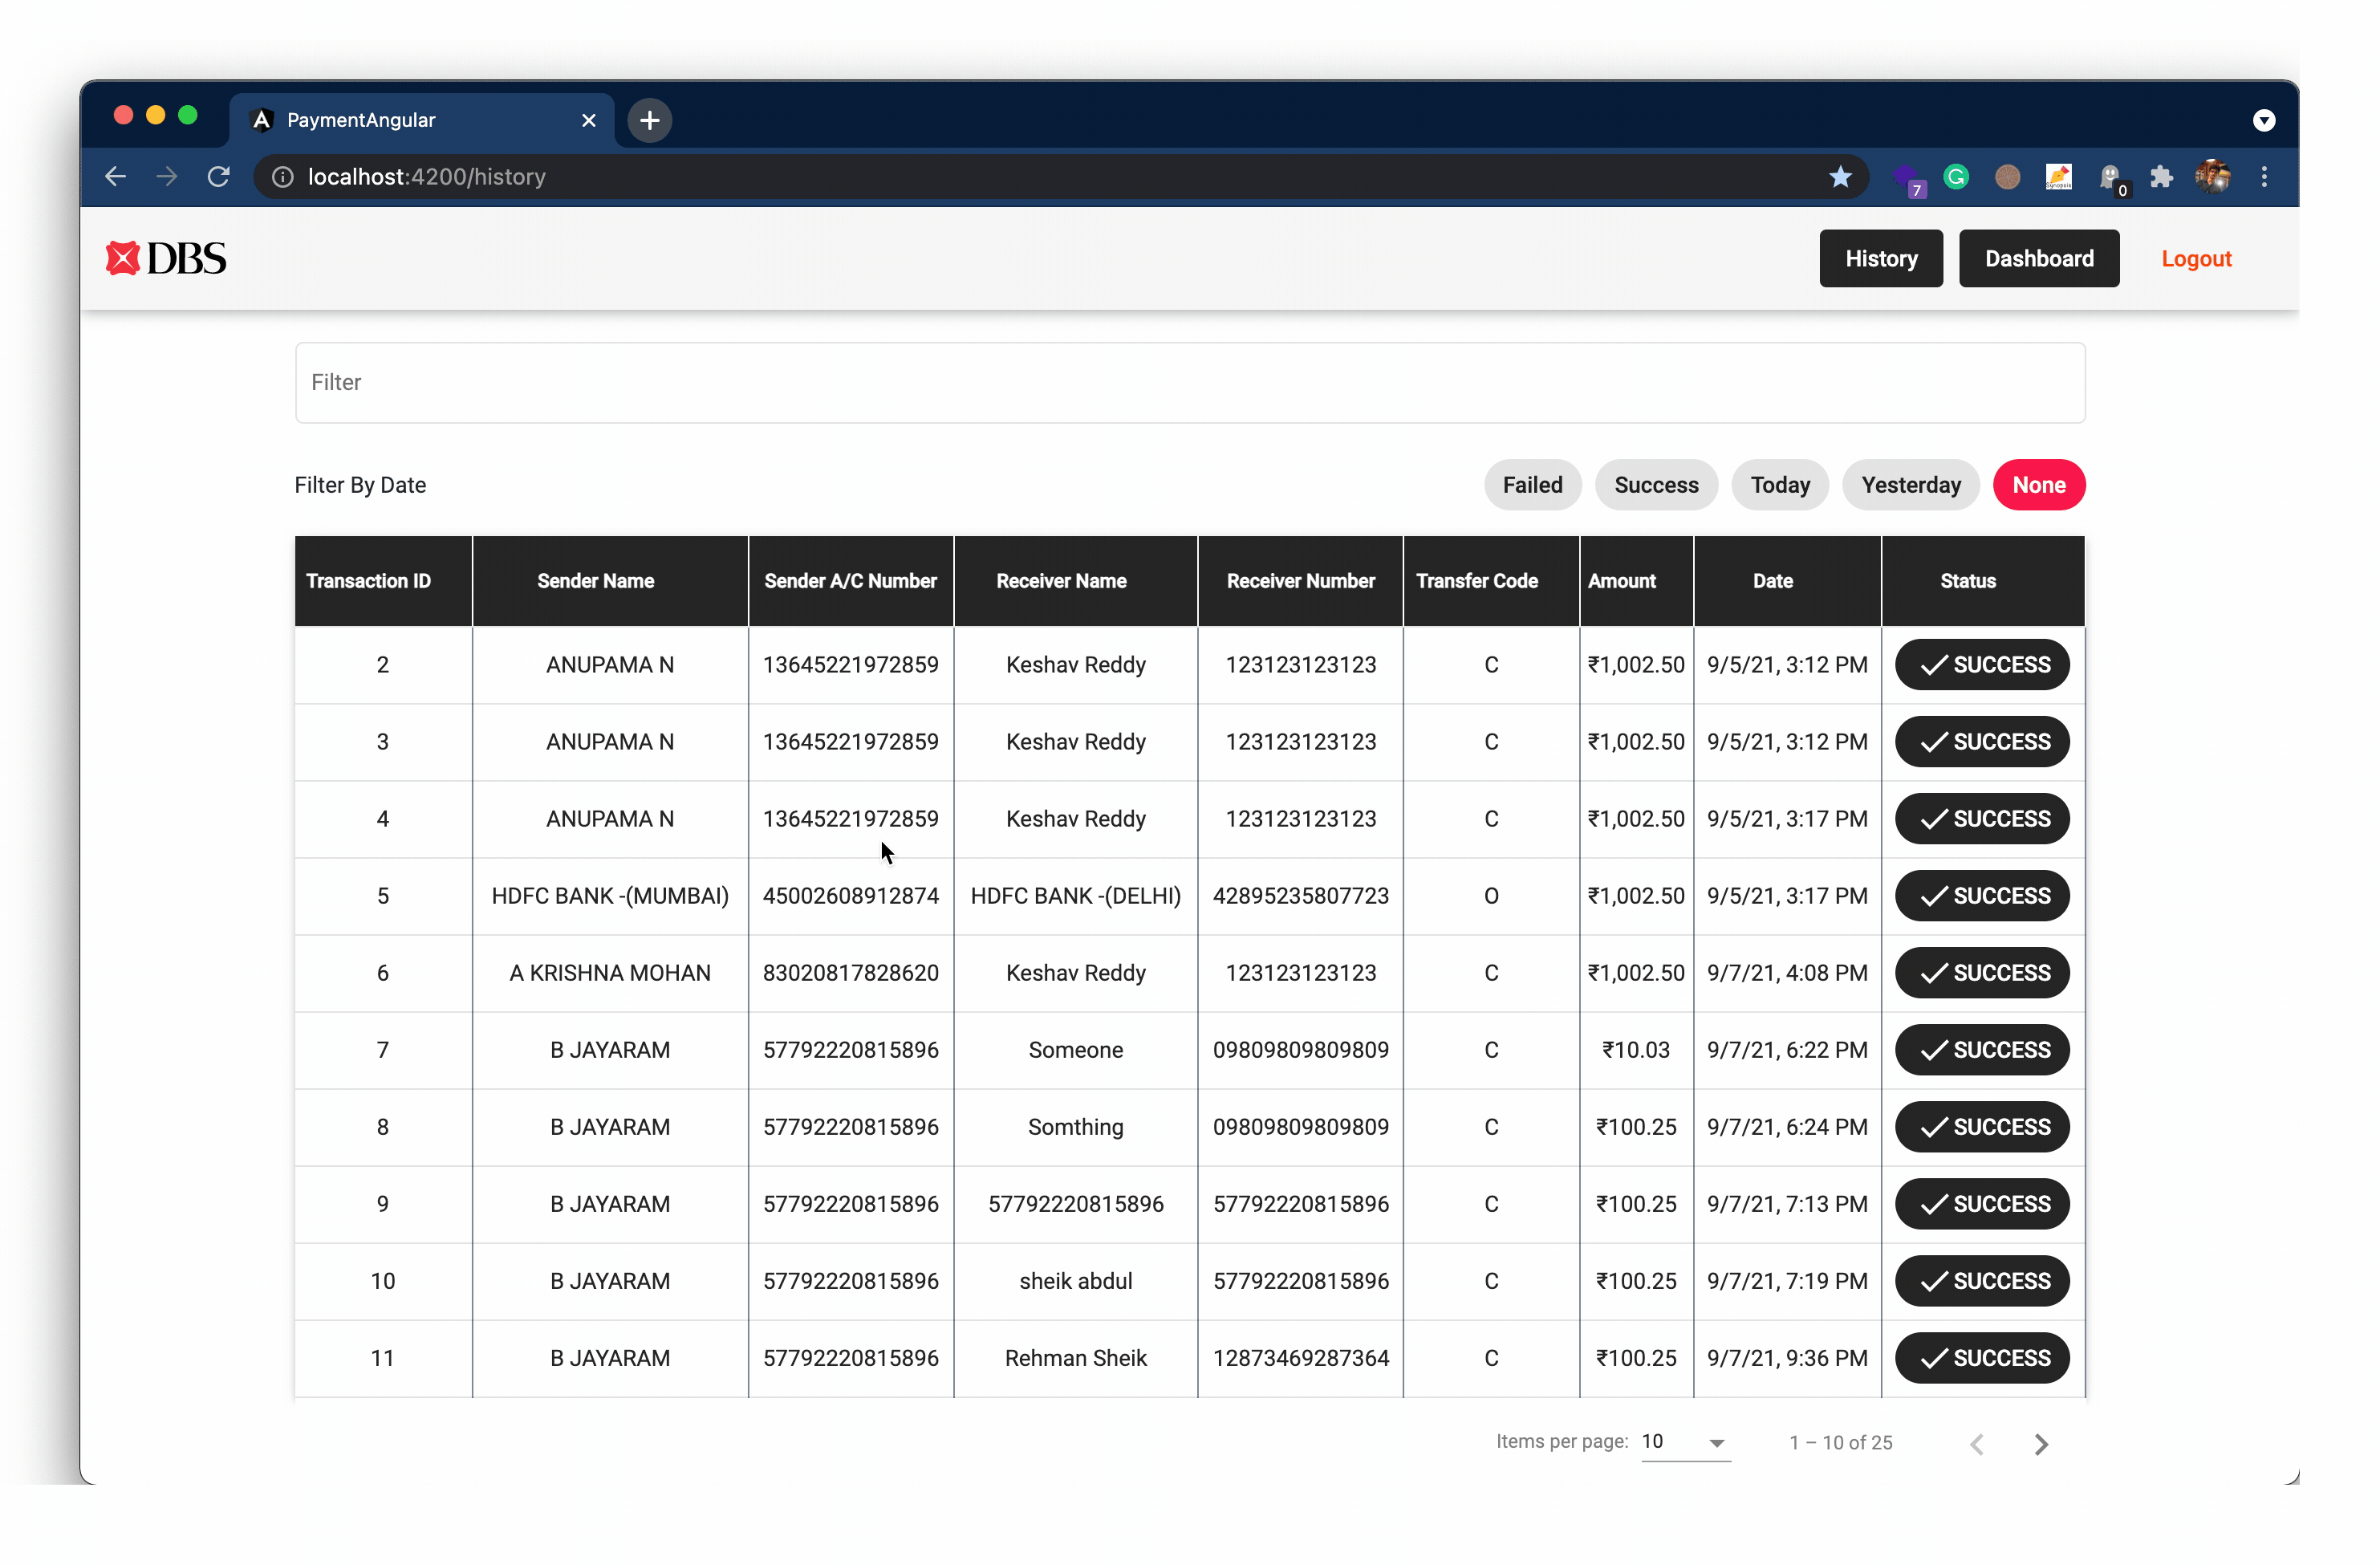 PaymentAngular
localhost:4200/history
7
Synopsis
0
DBS
History Dashboard Logout
Filter
Filter By Date Failed Success Today Yesterday None
Transaction ID Sender Name Sender A/C Number Receiver Name Receiver Number Transfer Code Amount Date Status
2 ANUPAMA N 13645221972859 Keshav Reddy 123123123123 C ₹1,002.50 9/5/21, 3:12 PM SUCCESS
3 ANUPAMA N 13645221972859 Keshav Reddy 123123123123 C ₹1,002.50 9/5/21, 3:12 PM SUCCESS
4 ANUPAMA N 13645221972859 Keshav Reddy 123123123123 C ₹1,002.50 9/5/21, 3:17 PM SUCCESS
5 HDFC BANK -(MUMBAI) 45002608912874 HDFC BANK -(DELHI) 42895235807723 O ₹1,002.50 9/5/21, 3:17 PM SUCCESS
6 A KRISHNA MOHAN 83020817828620 Keshav Reddy 123123123123 C ₹1,002.50 9/7/21, 4:08 PM SUCCESS
7 B JAYARAM 57792220815896 Someone 09809809809809 C ₹10.03 9/7/21, 6:22 PM SUCCESS
8 B JAYARAM 57792220815896 Somthing 09809809809809 C ₹100.25 9/7/21, 6:24 PM SUCCESS
9 B JAYARAM 57792220815896 57792220815896 57792220815896 C ₹100.25 9/7/21, 7:13 PM SUCCESS
10 B JAYARAM 57792220815896 sheik abdul 57792220815896 C ₹100.25 9/7/21, 7:19 PM SUCCESS
11 B JAYARAM 57792220815896 Rehman Sheik 12873469287364 C ₹100.25 9/7/21, 9:36 PM SUCCESS
Items per page: 10 1 – 10 of 25